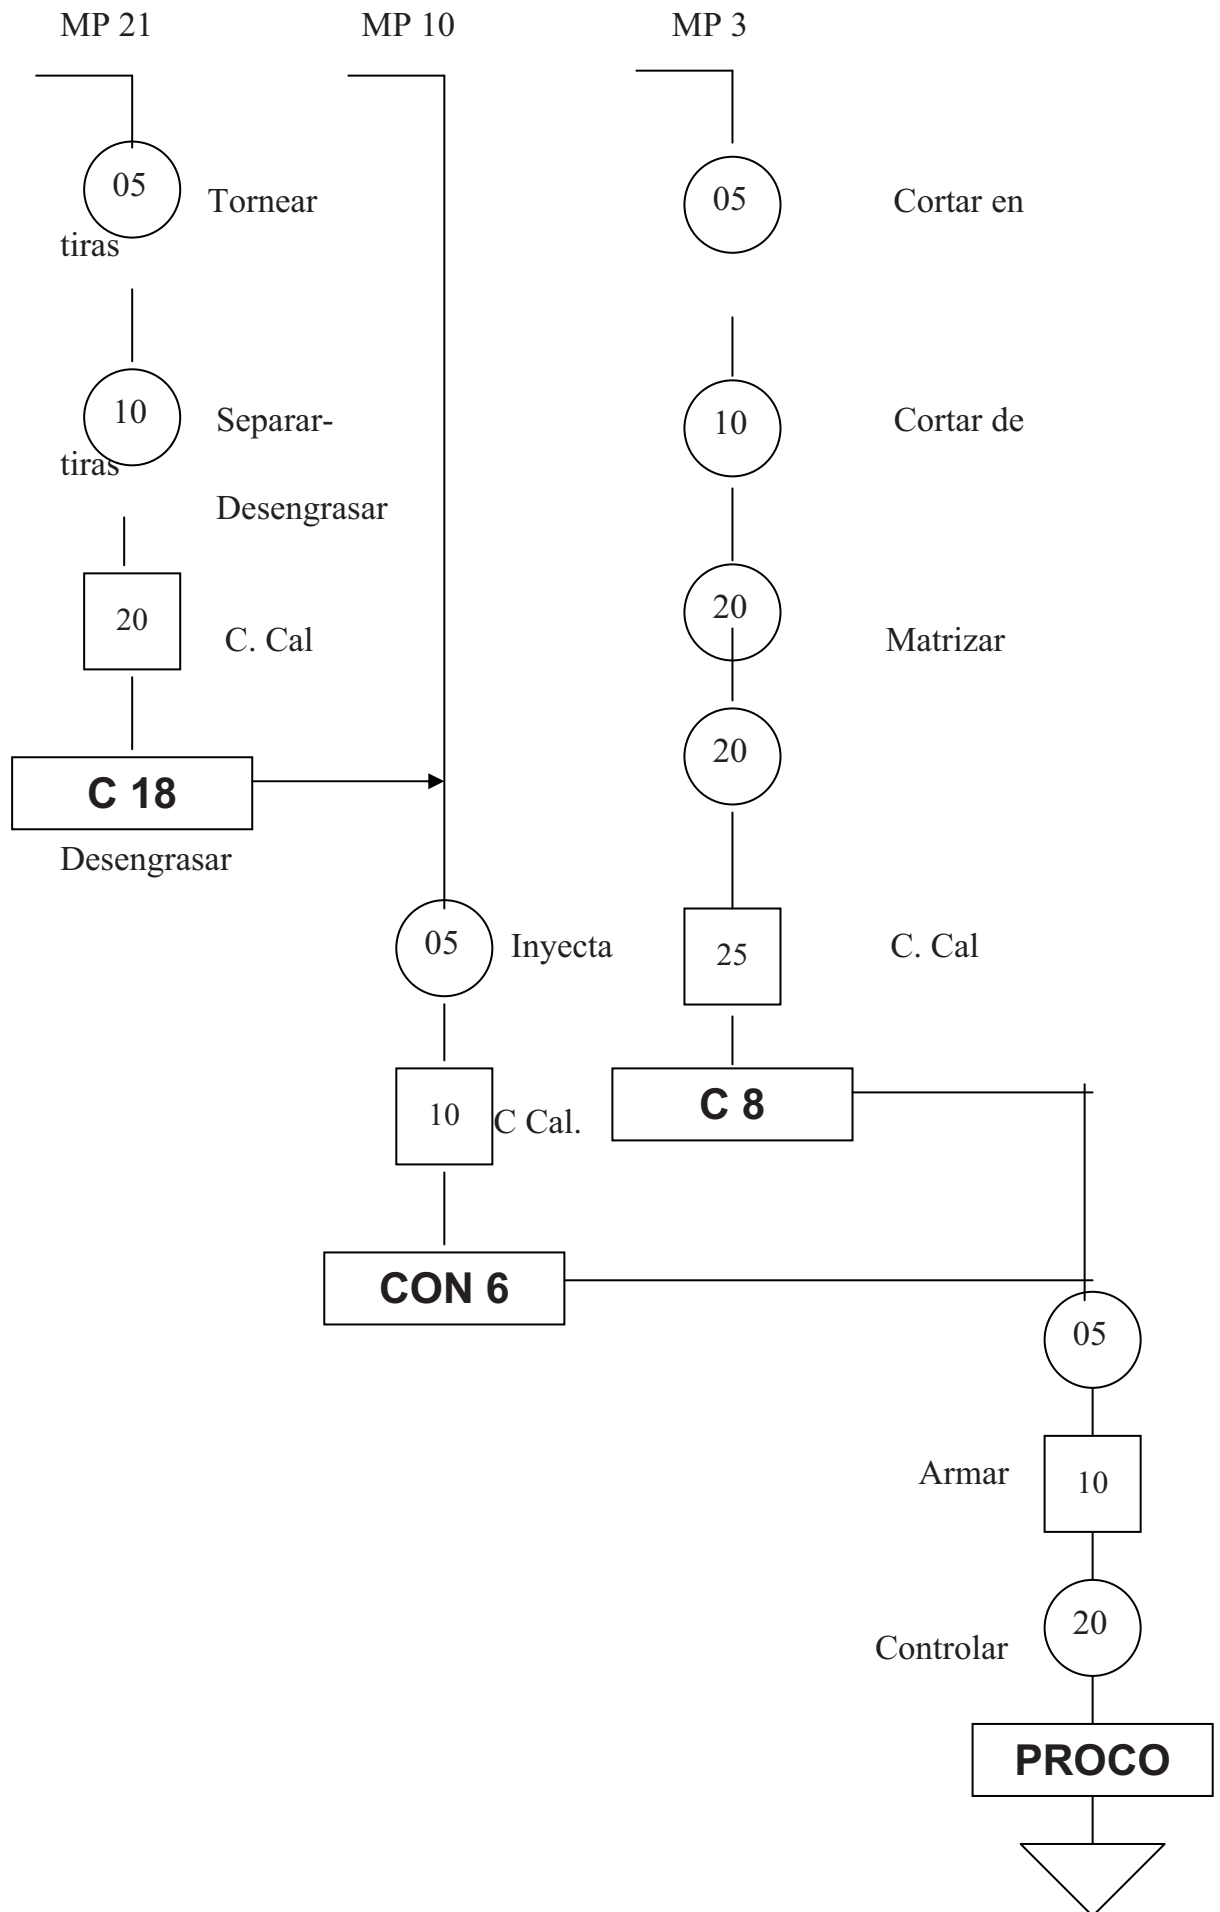 MP 21 MP 10 MP 3
05 Tornear 05 Cortar en
tiras
10 Separar- 10 Cortar de
tiras
Desengrasar
20 C. Cal 20 Matrizar
20
C 18
Desengrasar
05 Inyecta 25 C. Cal
10 C Cal. C 8
CON 6
05
Armar 10
Controlar 20
PROCO